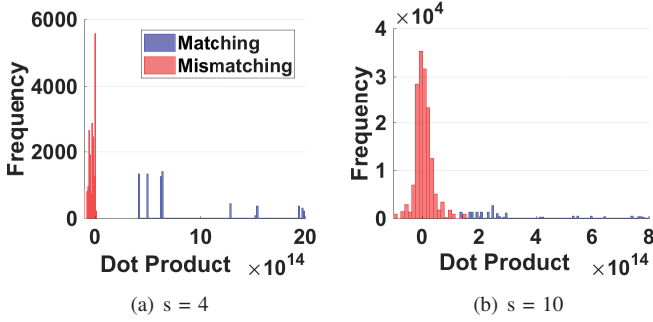 6000
4000
2000
0
Frequency
Matching
Mismatching
0 10 20
Dot Product ×10^14
(a) s = 4
×10^4
4
3
2
1
0
Frequency
0 2 4 6 8
Dot Product ×10^14
(b) s = 10